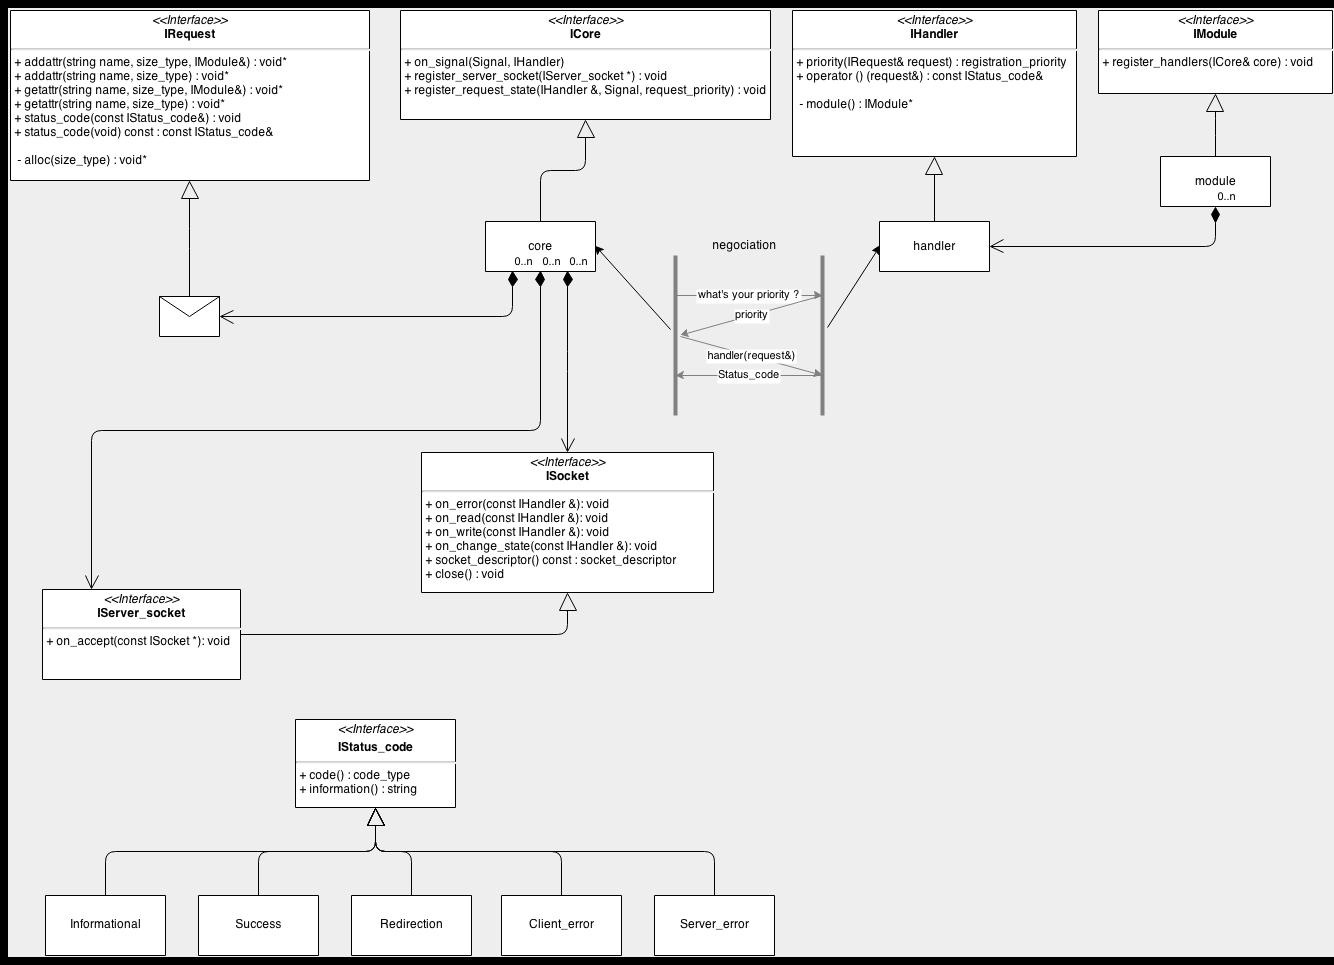 <<Interface>>
IRequest
+ addattr(string name, size_type, IModule&) : void*
+ addattr(string name, size_type) : void*
+ getattr(string name, size_type, IModule&) : void*
+ getattr(string name, size_type) : void*
+ status_code(const IStatus_code&) : void
+ status_code(void) const : const IStatus_code&
- alloc(size_type) : void*
<<Interface>>
ICore
+ on_signal(Signal, IHandler)
+ register_server_socket(IServer_socket *) : void
+ register_request_state(IHandler &, Signal, request_priority) : void
<<Interface>>
IHandler
+ priority(IRequest& request) : registration_priority
+ operator () (request&) : const IStatus_code&
- module() : IModule*
<<Interface>>
IModule
+ register_handlers(ICore& core) : void
module
0..n
core
0..n 0..n 0..n
negociation
handler
what's your priority ?
priority
handler(request&)
Status_code
<<Interface>>
ISocket
+ on_error(const IHandler &): void
+ on_read(const IHandler &): void
+ on_write(const IHandler &): void
+ on_change_state(const IHandler &): void
+ socket_descriptor() const : socket_descriptor
+ close() : void
<<Interface>>
IServer_socket
+ on_accept(const ISocket *): void
<<Interface>>
IStatus_code
+ code() : code_type
+ information() : string
Informational
Success
Redirection
Client_error
Server_error